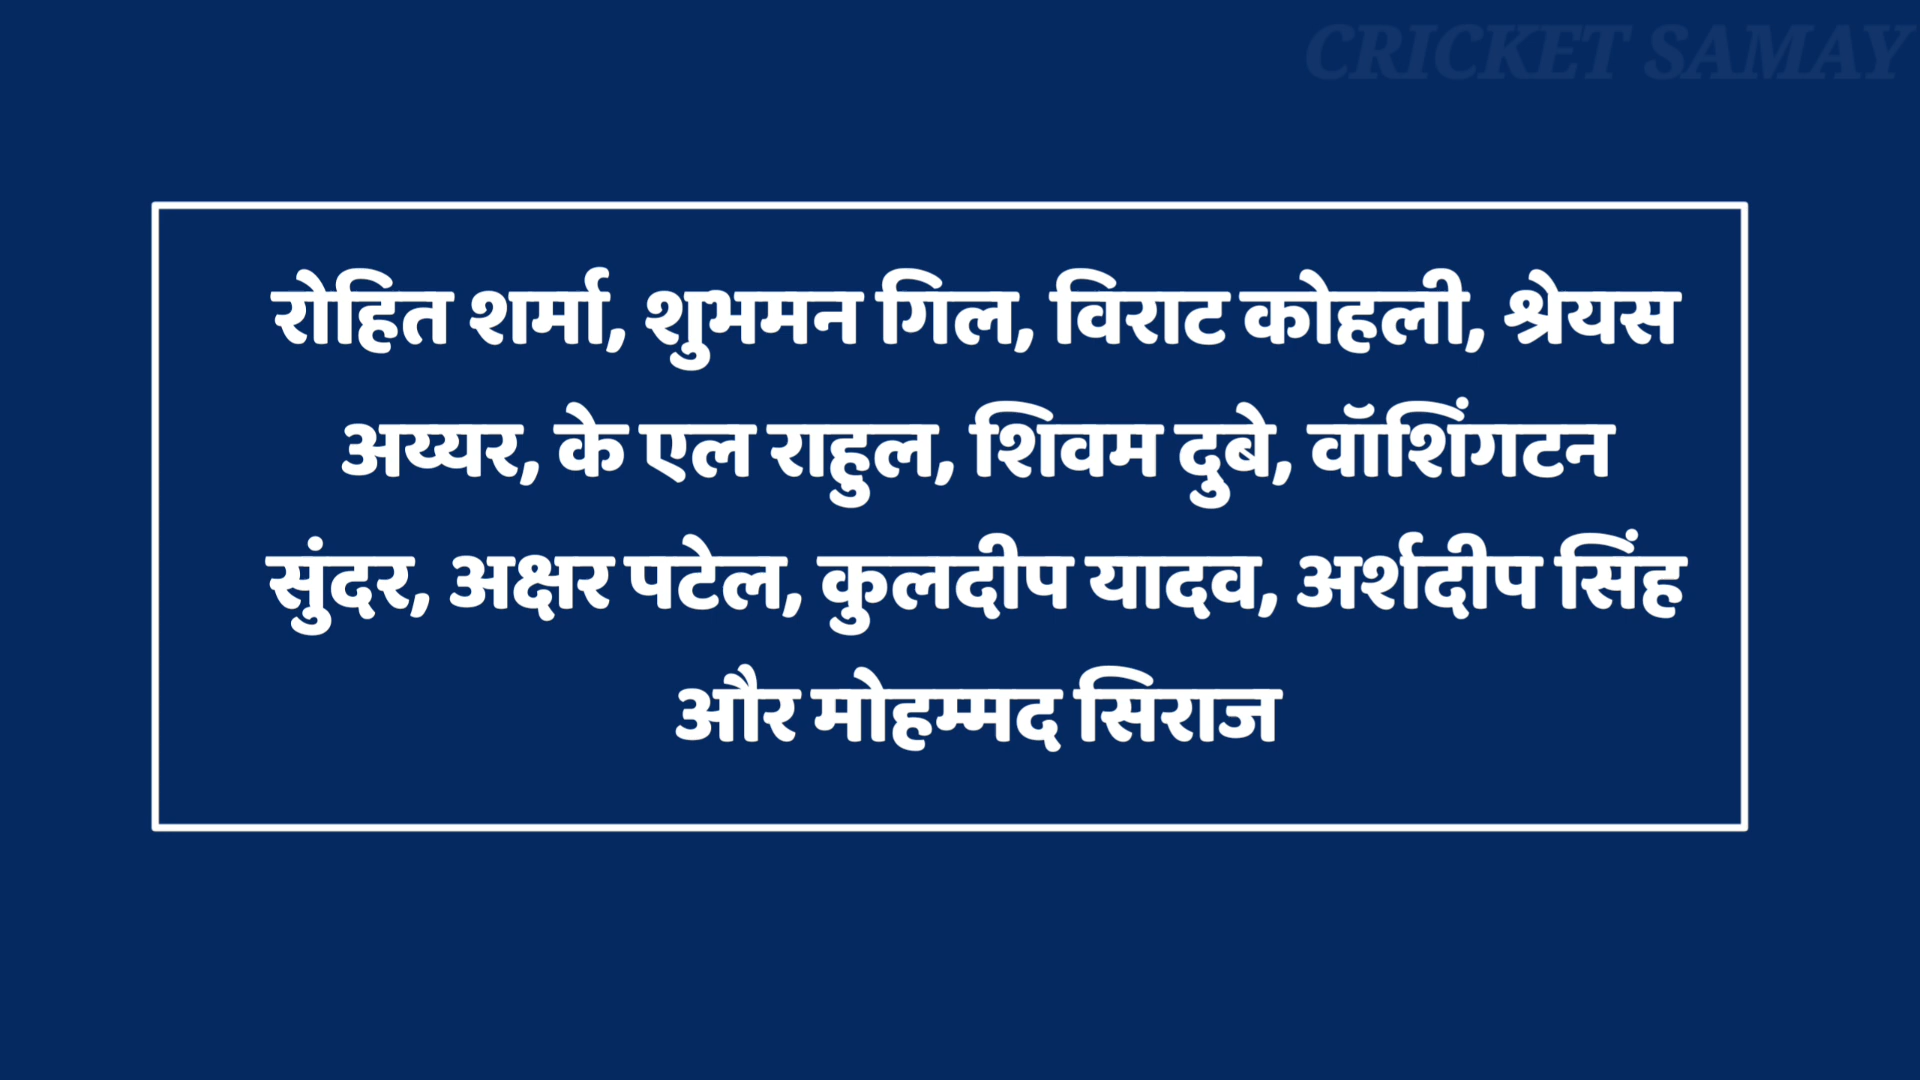 CRICKET SAMAY
रोहित शर्मा, शुभमन गिल, विराट कोहली, श्रेयस
अय्यर, के एल राहुल, शिवम दुबे, वॉशिंगटन
सुंदर, अक्षर पटेल, कुलदीप यादव, अर्शदीप सिंह
और मोहम्मद सिराज